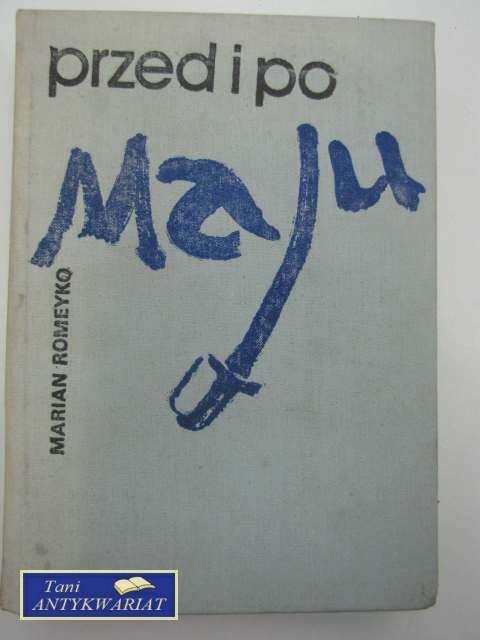 przed i po
Maju
MARIAN ROMEYKO
Tani
ANTYKWARIAT